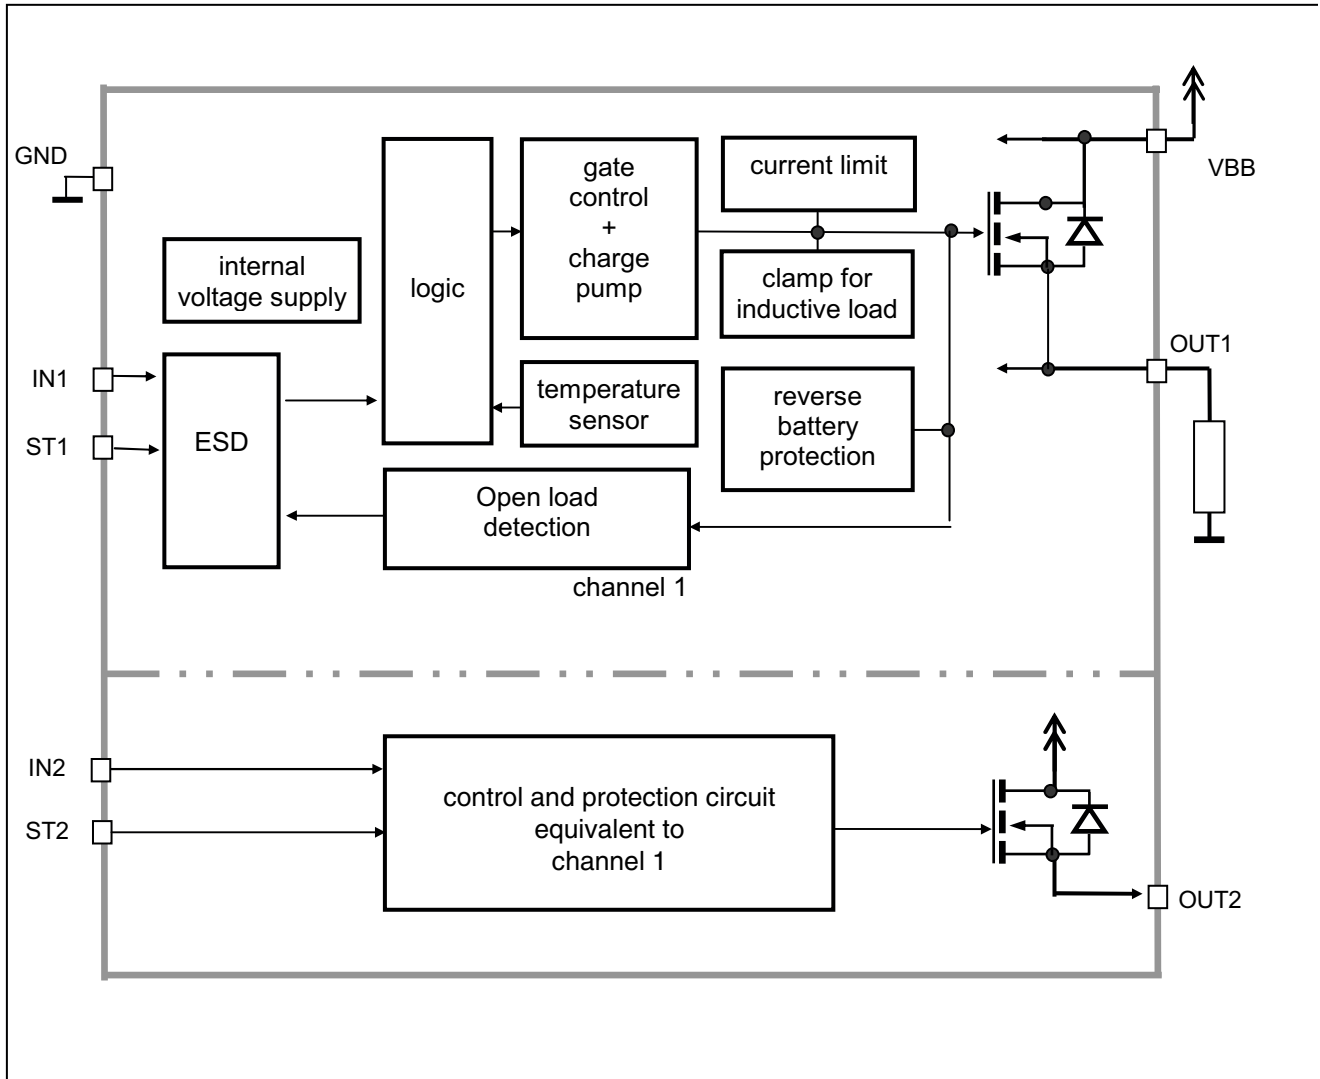 GND
VBB
internal
voltage supply
logic
gate
control
+
charge
pump
current limit
clamp for
inductive load
OUT1
IN1
ST1
ESD
temperature
sensor
reverse
battery
protection
Open load
detection
channel 1
IN2
ST2
control and protection circuit
equivalent to
channel 1
OUT2